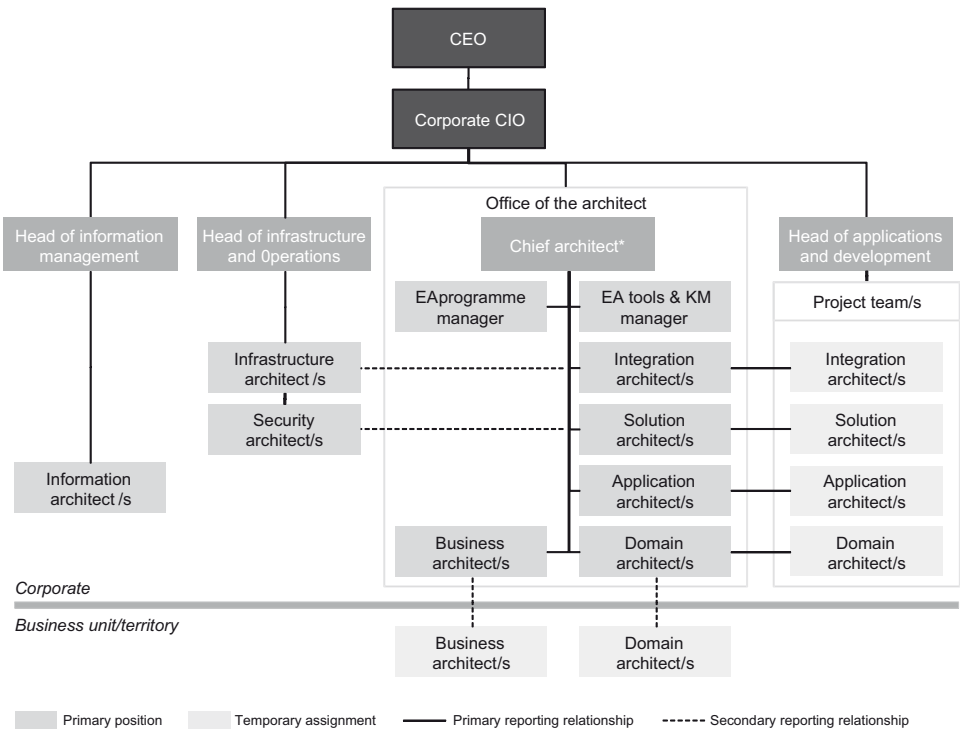 CEO
Corporate CIO
Office of the architect
Head of information
management
Head of infrastructure
and 0perations
Chief architect*
Head of applications
and development
EAprogramme
manager
EA tools & KM
manager
Project team/s
Infrastructure
architect /s
Integration
architect/s
Integration
architect/s
Security
architect/s
Solution
architect/s
Solution
architect/s
Information
architect /s
Application
architect/s
Application
architect/s
Business
architect/s
Domain
architect/s
Domain
architect/s
Corporate
Business unit/territory
Business
architect/s
Domain
architect/s
Primary position
Temporary assignment
Primary reporting relationship
Secondary reporting relationship